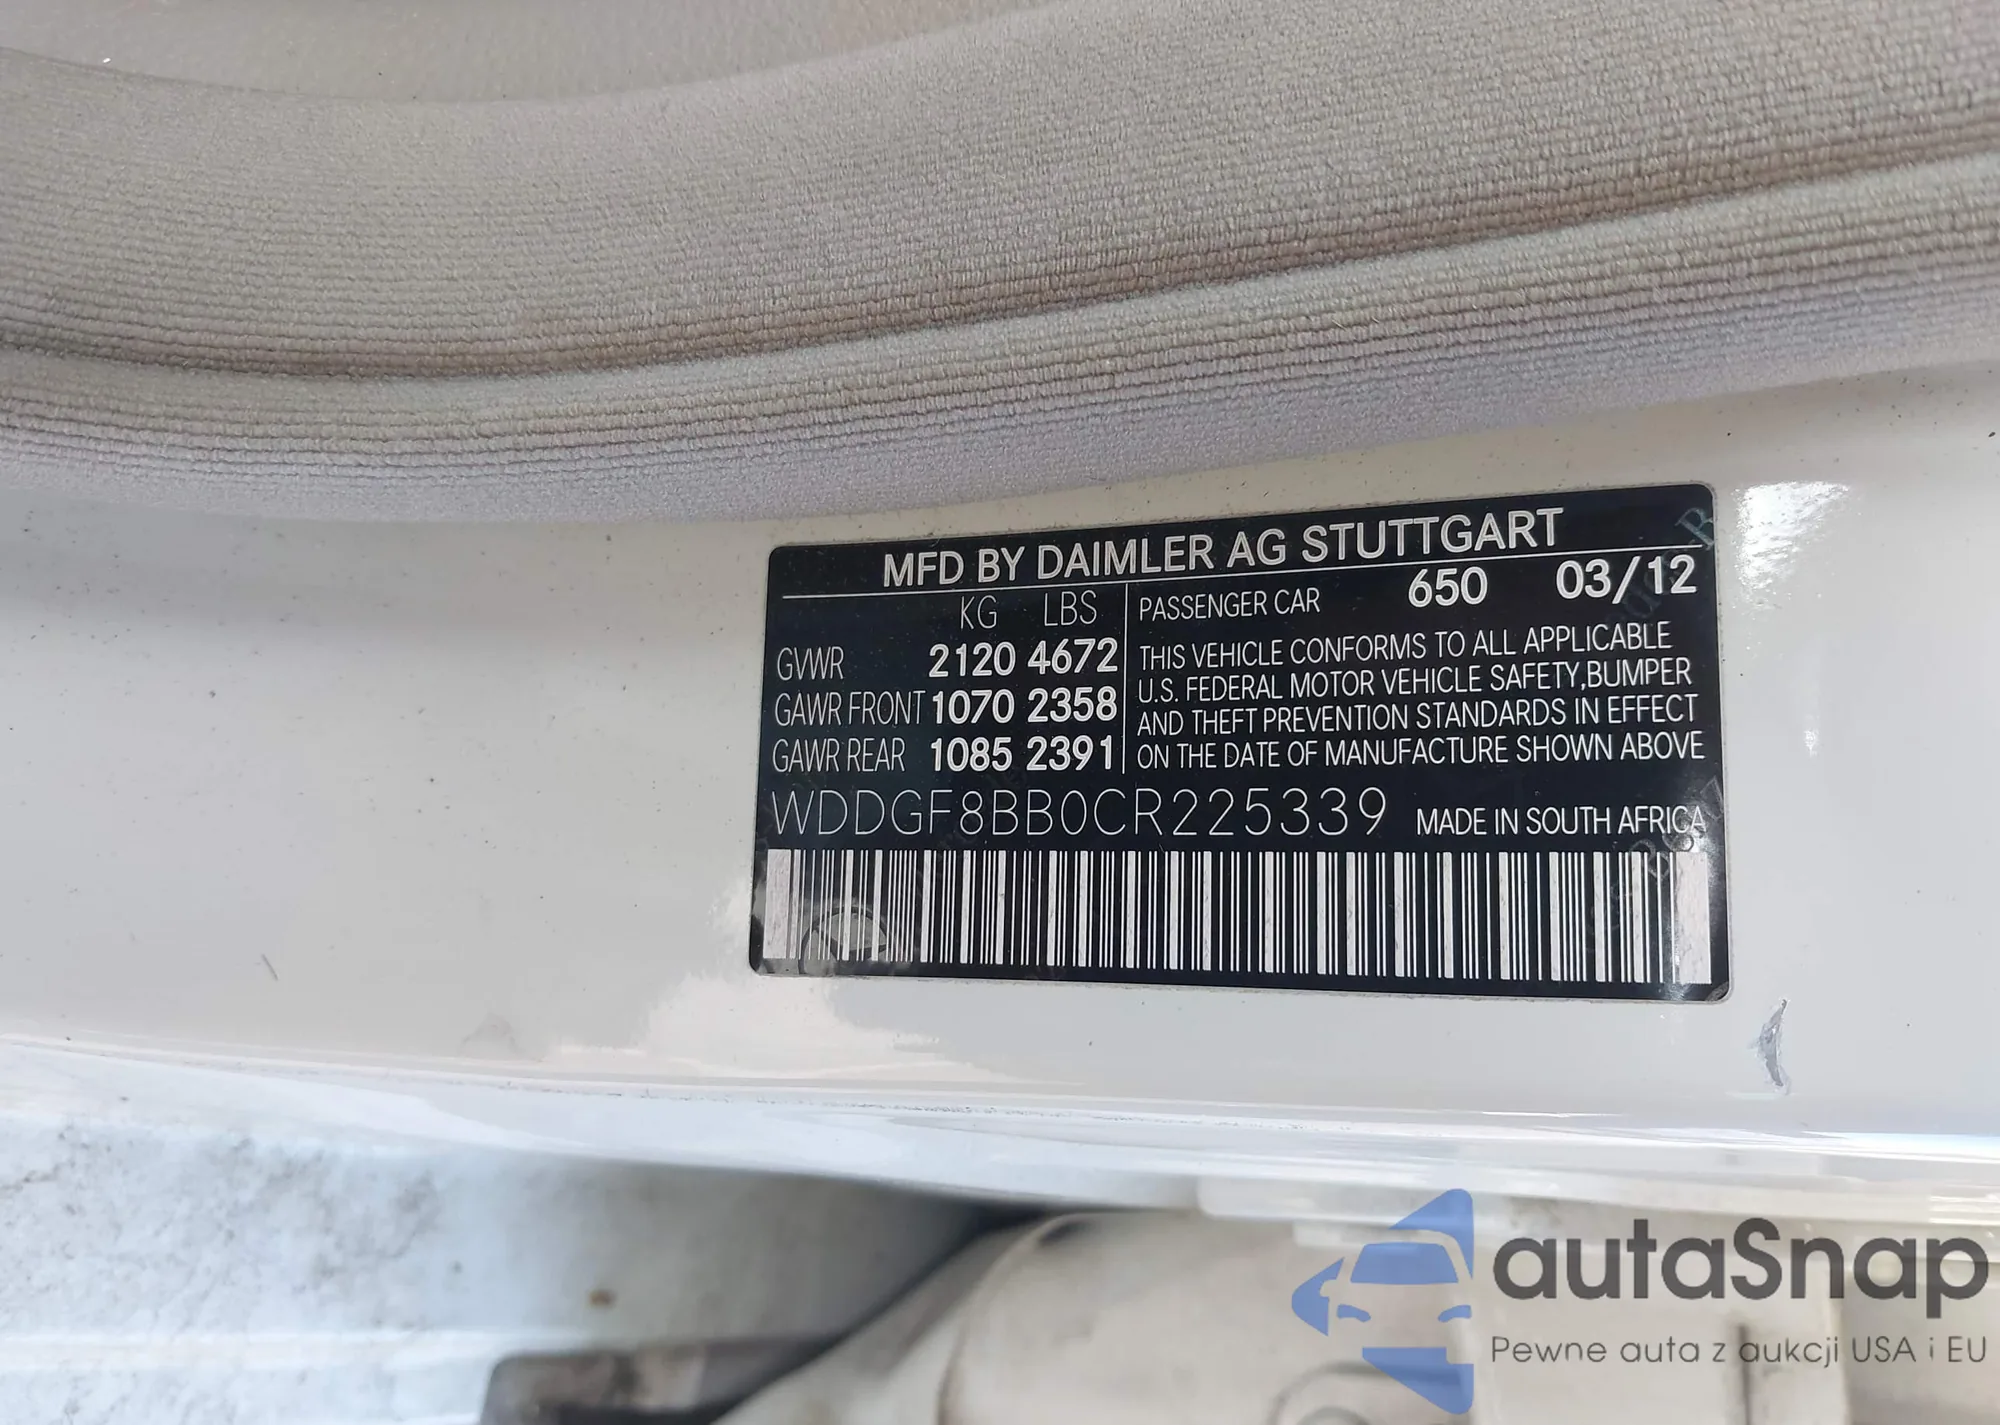 MFD BY DAIMLER AG STUTTGART
KG LBS
GVWR 2120 4672
GAWR FRONT 1070 2358
GAWR REAR 1085 2391
PASSENGER CAR 650 03/12
THIS VEHICLE CONFORMS TO ALL APPLICABLE
U.S. FEDERAL MOTOR VEHICLE SAFETY,BUMPER
AND THEFT PREVENTION STANDARDS IN EFFECT
ON THE DATE OF MANUFACTURE SHOWN ABOVE
WDDGF8BB0CR225339 MADE IN SOUTH AFRICA
autaSnap
Pewne auta z aukcji USA i EU